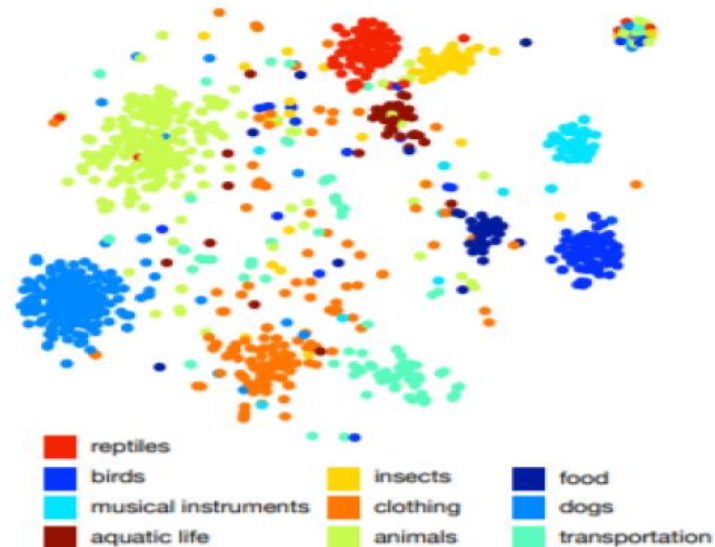 reptiles
birds insects food
musical instruments clothing dogs
aquatic life animals transportation